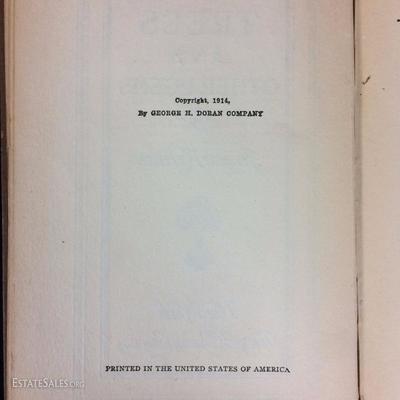 Copyright, 1914,
By GEORGE H. DORAN COMPANY
PRINTED IN THE UNITED STATES OF AMERICA
ESTATESALES.ORG